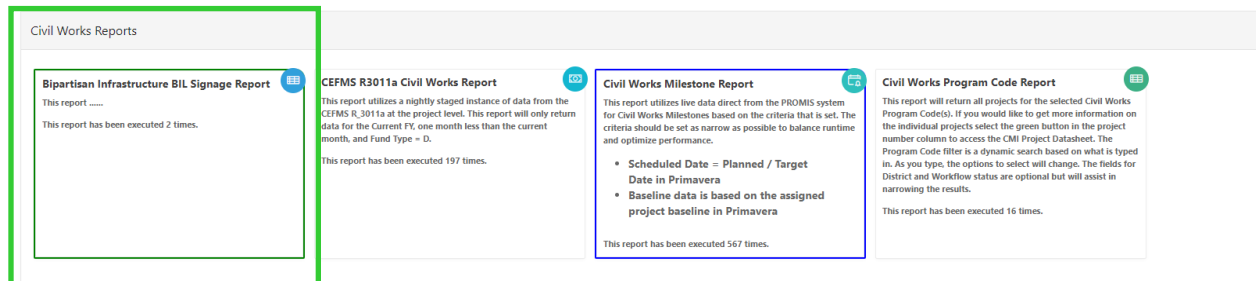 Civil Works Reports
Bipartisan Infrastructure BIL Signage Report
This report ......
This report has been executed 2 times.
CEFMS R3011a Civil Works Report
This report utilizes a nightly staged instance of data from the
CEFMS R_3011a at the project level. This report will only return
data for the Current FY, one month less than the current
month, and Fund Type = D.
This report has been executed 197 times.
Civil Works Milestone Report
This report utilizes live data direct from the PROMIS system
for Civil Works Milestones based on the criteria that is set. The
criteria should be set as narrow as possible to balance runtime
and optimize performance.
• Scheduled Date = Planned / Target
Date in Primavera
• Baseline data is based on the assigned
project baseline in Primavera
This report has been executed 567 times.
Civil Works Program Code Report
This report will return all projects for the selected Civil Works
Program Code(s). If you would like to get more information on
the individual projects select the green button in the project
number column to access the CMI Project Datasheet. The
Program Code filter is a dynamic search based on what is typed
in. As you type, the options to select will change. The fields for
District and Workflow status are optional but will assist in
narrowing the results.
This report has been executed 16 times.